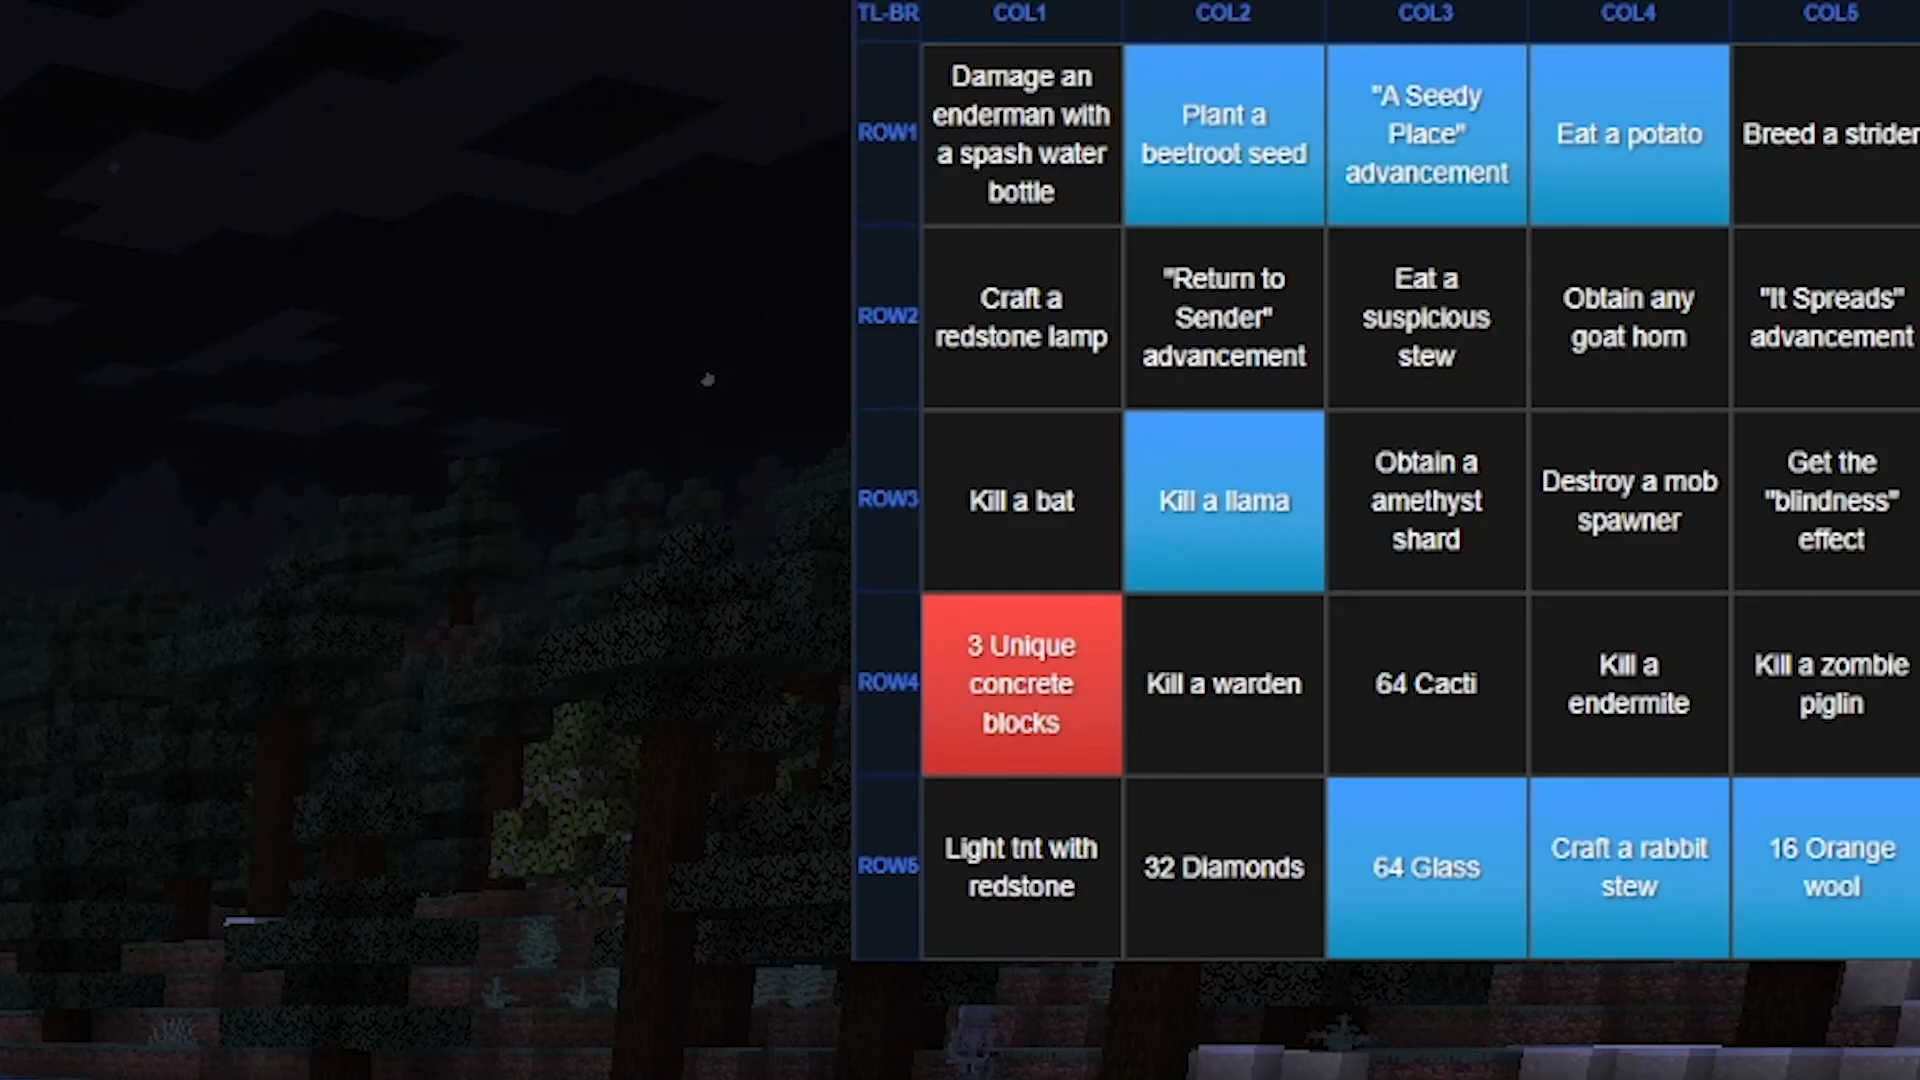 TL-BR COL1 COL2 COL3 COL4 COL5
ROW1
Damage an
enderman with
a spash water
bottle
Plant a
beetroot seed
"A Seedy
Place"
advancement
Eat a potato
Breed a strider
ROW2
Craft a
redstone lamp
"Return to
Sender"
advancement
Eat a
suspicious
stew
Obtain any
goat horn
"It Spreads"
advancement
ROW3
Kill a bat
Kill a llama
Obtain a
amethyst
shard
Destroy a mob
spawner
Get the
"blindness"
effect
ROW4
3 Unique
concrete
blocks
Kill a warden
64 Cacti
Kill a
endermite
Kill a zombie
piglin
ROW5
Light tnt with
redstone
32 Diamonds
64 Glass
Craft a rabbit
stew
16 Orange
wool